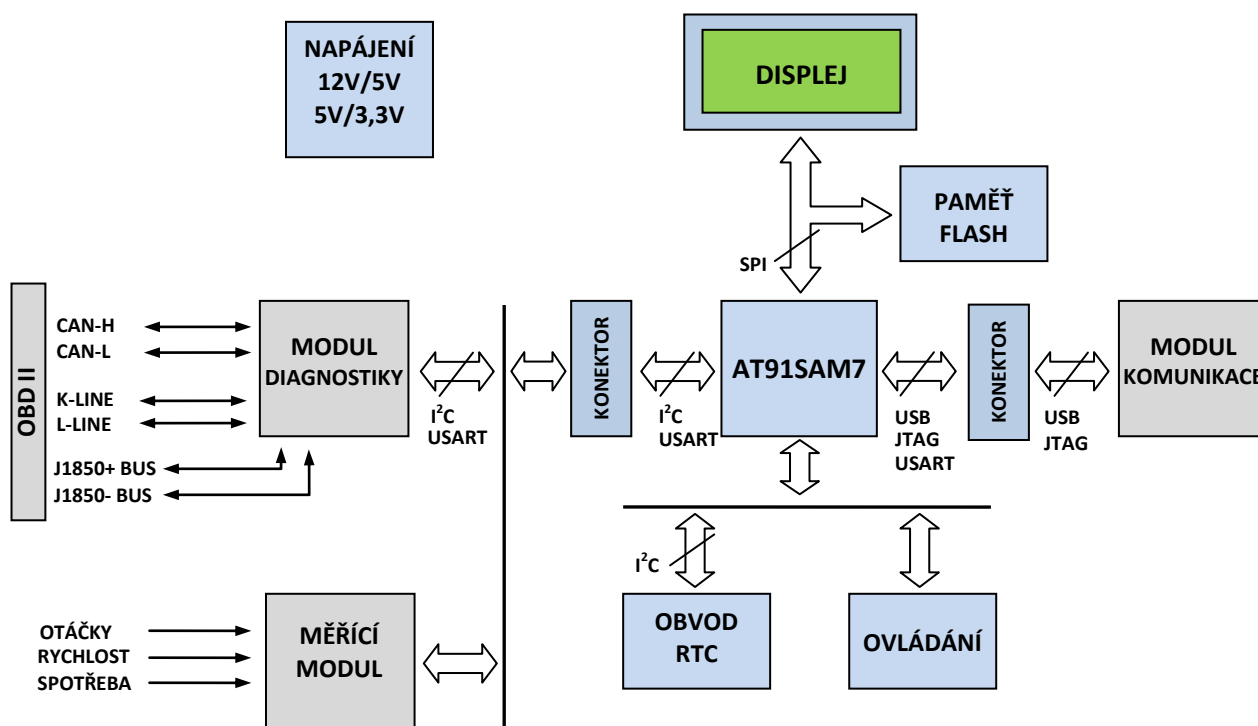 NAPÁJENÍ
12V/5V
5V/3,3V
DISPLEJ
PAMĚŤ
FLASH
SPI
OBD II
CAN-H
CAN-L
K-LINE
L-LINE
J1850+ BUS
J1850- BUS
MODUL
DIAGNOSTIKY
I²C
USART
KONEKTOR
I²C
USART
AT91SAM7
USB
JTAG
USART
KONEKTOR
USB
JTAG
MODUL
KOMUNIKACE
I²C
OBVOD
RTC
OVLÁDÁNÍ
OTÁČKY
RYCHLOST
SPOTŘEBA
MĚŘÍCÍ
MODUL